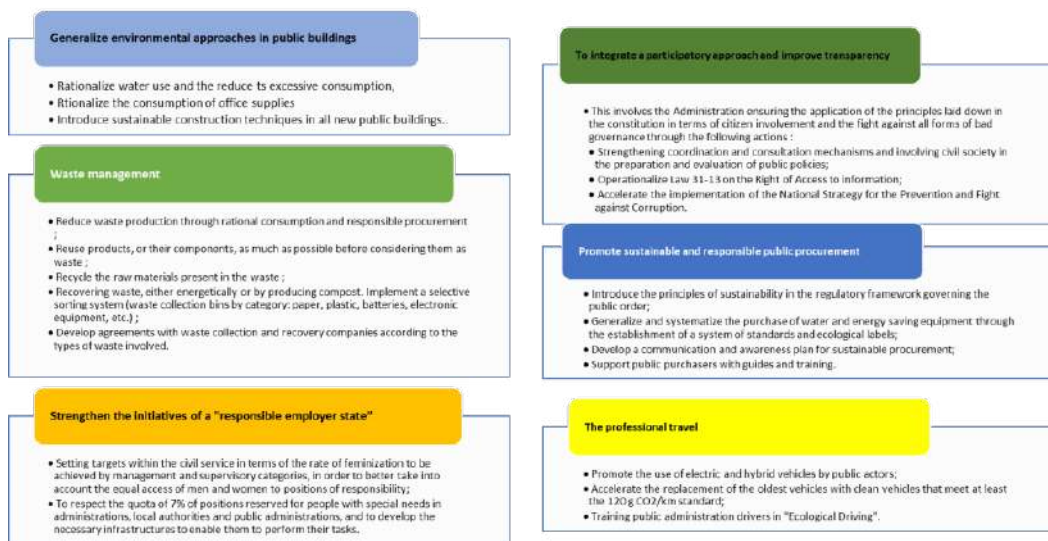 Generalize environmental approaches in public buildings
• Rationalize water use and the reduce ts excessive consumption,
• Rtionalize the consumption of office supplies
• Introduce sustainable construction techniques in all new public buildings..
Waste management
• Reduce waste production through rational consumption and responsible procurement
;
• Reuse products, or their components, as much as possible before considering them as
waste ;
• Recycle the raw materials present in the waste ;
• Recovering waste, either energetically or by producing compost. Implement a selective
sorting system (waste collection bins by category: paper, plastic, batteries, electronic
equipment, etc.) ;
• Develop agreements with waste collection and recovery companies according to the
types of waste involved.
Strengthen the initiatives of a "responsible employer state"
• Setting targets within the civil service in terms of the rate of feminization to be
achieved by management and supervisory categories, in order to better take into
account the equal access of men and women to positions of responsibility;
• To respect the quota of 7% of positions reserved for people with special needs in
administrations, local authorities and public administrations, and to develop the
necessary infrastructures to enable them to perform their tasks.
To integrate a participatory approach and improve transparency
• This involves the Administration ensuring the application of the principles laid down in
the constitution in terms of citizen involvement and the fight against all forms of bad
governance through the following actions :
• Strengthening coordination and consultation mechanisms and involving civil society in
the preparation and evaluation of public policies;
• Operationalize Law 31-13 on the Right of Access to Information;
• Accelerate the implementation of the National Strategy for the Prevention and Fight
against Corruption.
Promote sustainable and responsible public procurement
• Introduce the principles of sustainability in the regulatory framework governing the
public order;
• Generalize and systematize the purchase of water and energy saving equipment through
the establishment of a system of standards and ecological labels;
• Develop a communication and awareness plan for sustainable procurement;
• Support public purchasers with guides and training.
The professional travel
• Promote the use of electric and hybrid vehicles by public actors;
• Accelerate the replacement of the oldest vehicles with clean vehicles that meet at least
the 120g CO2/km standard;
• Training public administration drivers in "Ecological Driving".